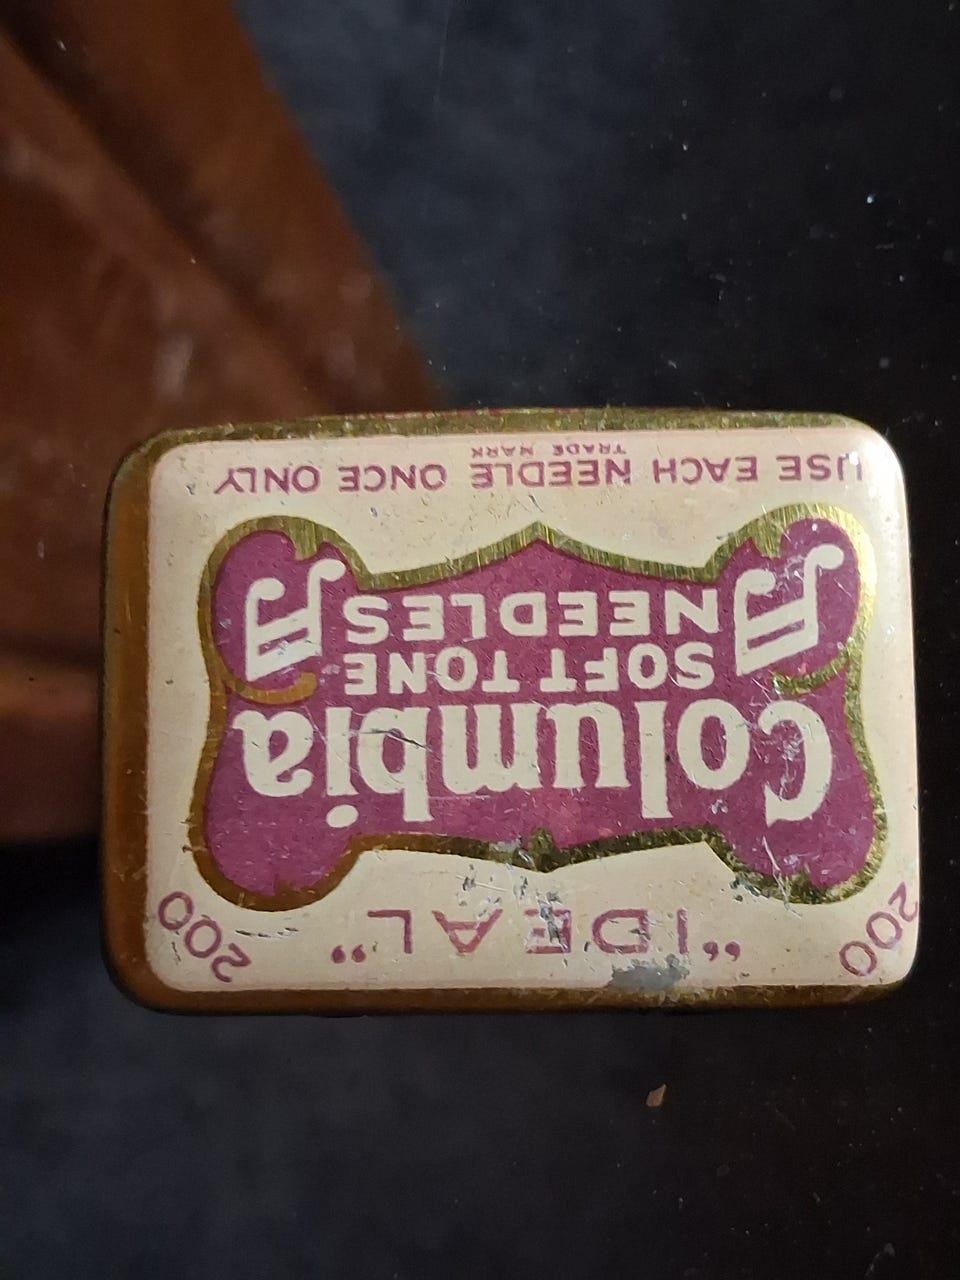 200 "IDEAL" 200
Columbia
SOFT TONE
NEEDLES
USE EACH NEEDLE ONCE ONLY
TRADE MARK